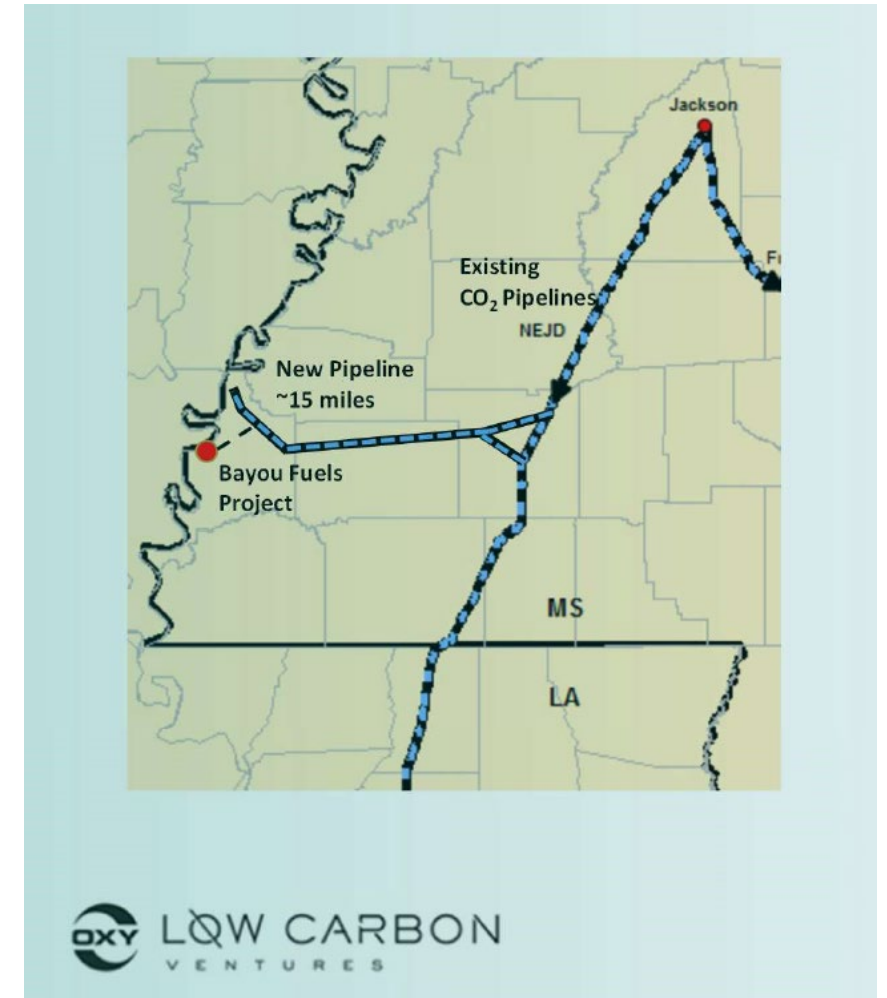 Jackson
Existing
CO₂ Pipelines
NEJD
New Pipeline
~15 miles
Bayou Fuels
Project
MS
LA
OXY LOW CARBON
VENTURES